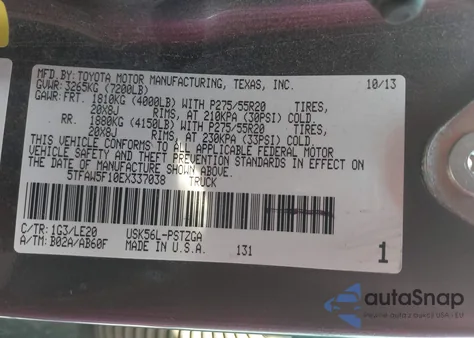 MFD.BY:TOYOTA MOTOR MANUFACTURING, TEXAS, INC. 10/13
GVWR: 3265KG (7200LB)
GAWR:FRT. 1810KG (4000LB) WITH P275/55R20 TIRES,
20X8J RIMS, AT 210KPA (30PSI) COLD.
RR. 1880KG (4150LB) WITH P275/55R20 TIRES,
20X8J RIMS, AT 230KPA (33PSI) COLD.
THIS VEHICLE CONFORMS TO ALL APPLICABLE FEDERAL MOTOR
VEHICLE SAFETY AND THEFT PREVENTION STANDARDS IN EFFECT ON
THE DATE OF MANUFACTURE SHOWN ABOVE.
5TFAW5F10EX337038 TRUCK
C/TR: 1G3/LE20 USK56L-PSTZGA
A/TM: B02A/AB60F MADE IN U.S.A. 131 1
autoSnap